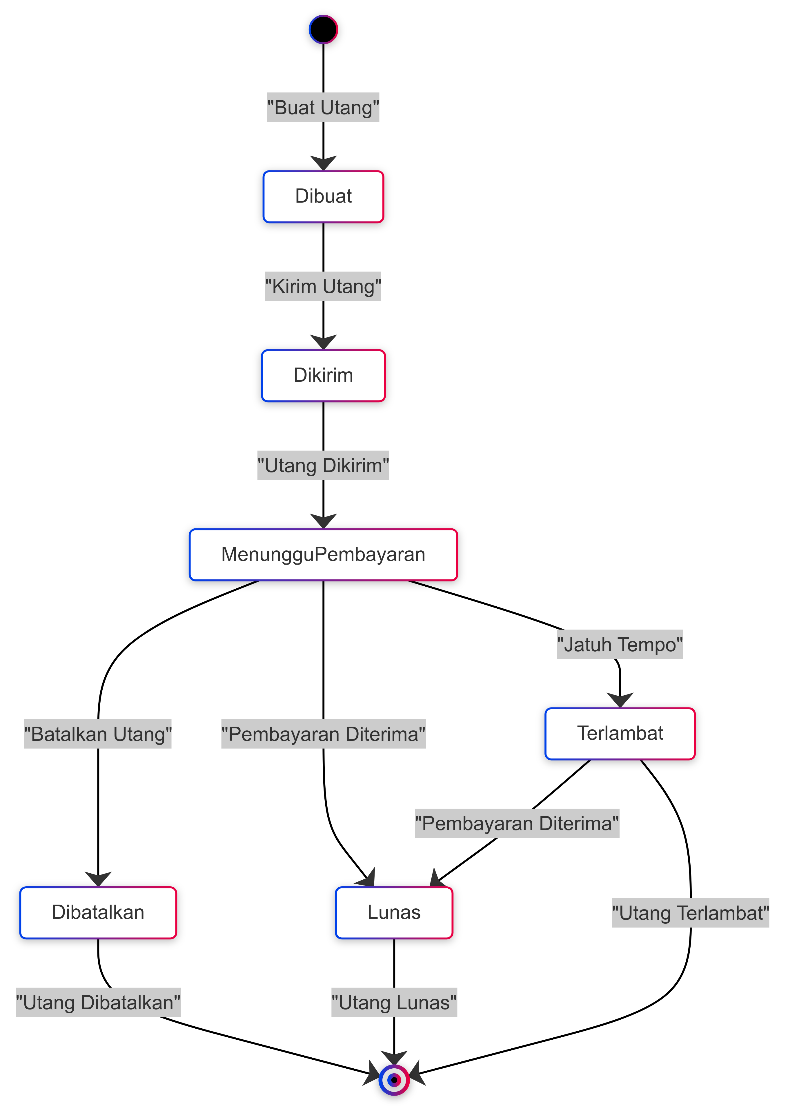 "Buat Utang"
Dibuat
"Kirim Utang"
Dikirim
"Utang Dikirim"
MenungguPembayaran
"Jatuh Tempo"
"Batalkan Utang"
"Pembayaran Diterima"
Terlambat
"Pembayaran Diterima"
Dibatalkan
Lunas
"Utang Terlambat"
"Utang Dibatalkan"
"Utang Lunas"